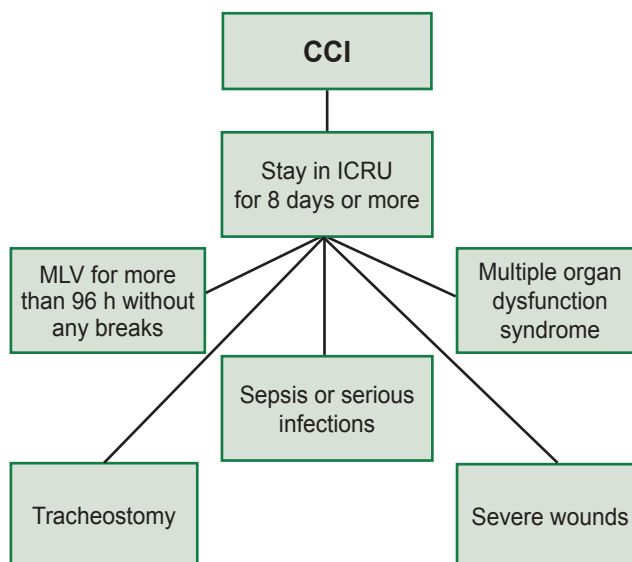 CCI
Stay in ICRU
for 8 days or more
MLV for more
than 96 h without
any breaks
Multiple organ
dysfunction
syndrome
Sepsis or serious
infections
Tracheostomy
Severe wounds